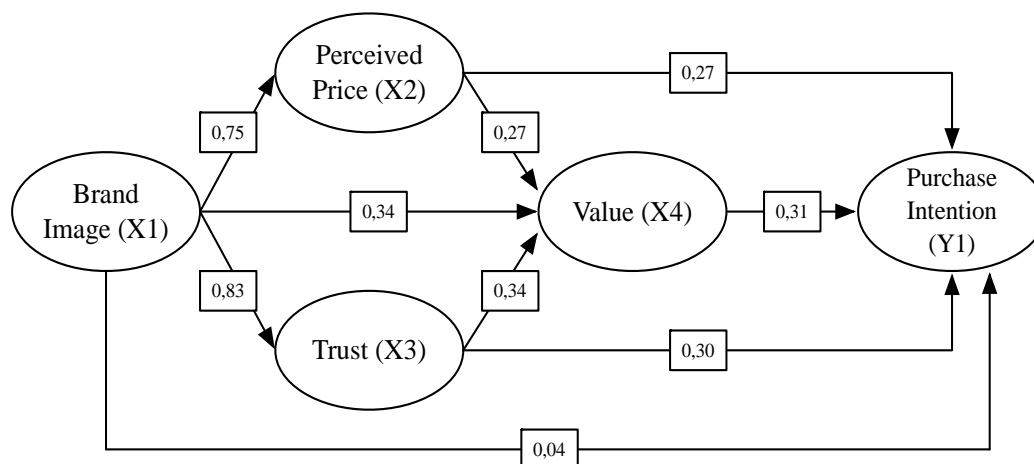 Perceived
Price (X2)
0,27
0,75
0,27
Brand
Image (X1)
0,34
Value (X4)
0,31
Purchase
Intention
(Y1)
0,83
0,34
Trust (X3)
0,30
0,04